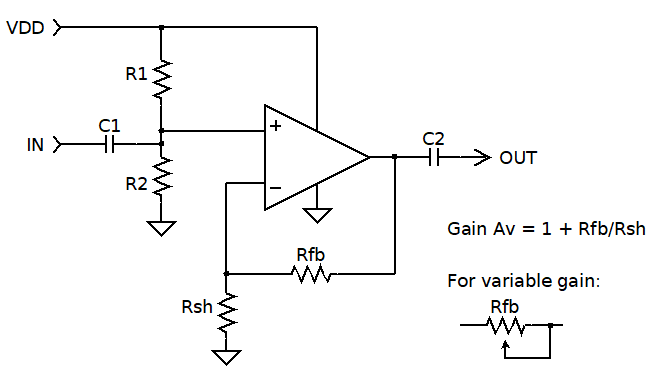 VDD
R1
C1
IN
R2
+
−
C2
OUT
Rfb
Rsh
Gain Av = 1 + Rfb/Rsh
For variable gain:
Rfb